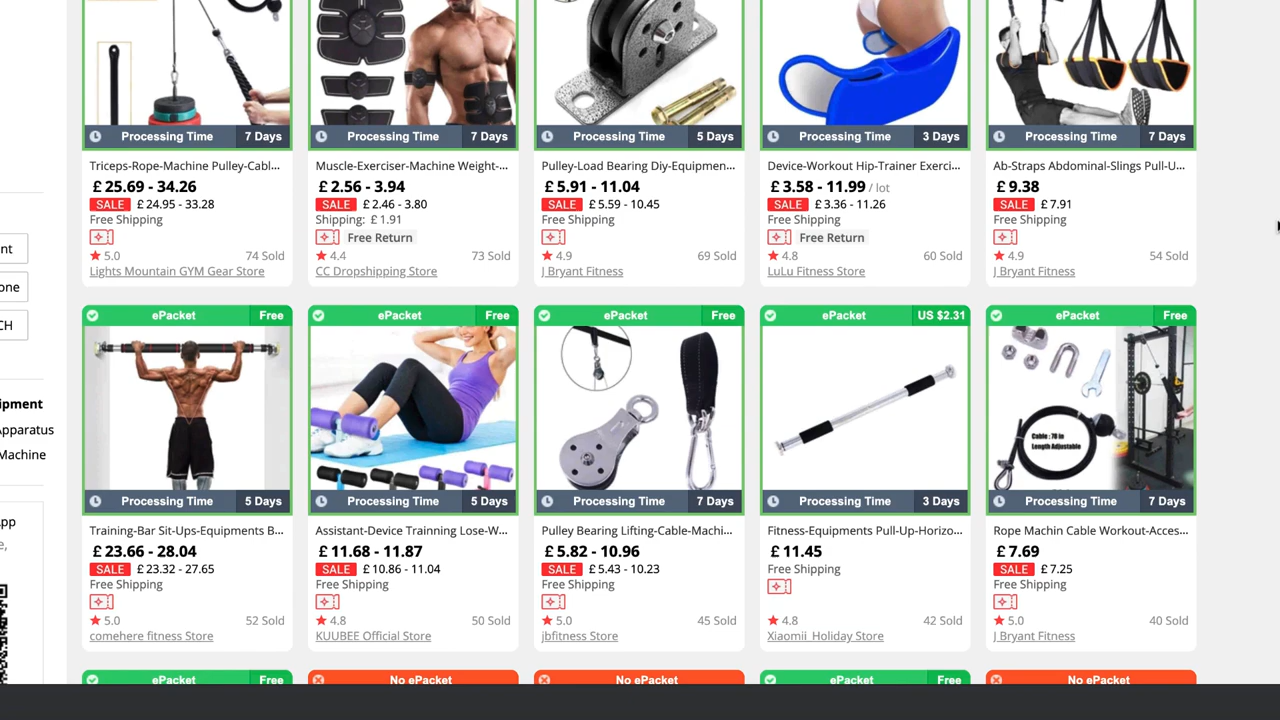 Processing Time 7 Days
Triceps-Rope-Machine Pulley-Cabl...
£ 25.69 - 34.26
SALE £ 24.95 - 33.28
Free Shipping
5.0 74 Sold
Lights Mountain GYM Gear Store
Processing Time 7 Days
Muscle-Exerciser-Machine Weight-...
£ 2.56 - 3.94
SALE £ 2.46 - 3.80
Shipping: £ 1.91
Free Return
4.4 73 Sold
CC Dropshipping Store
Processing Time 5 Days
Pulley-Load Bearing Diy-Equipmen...
£ 5.91 - 11.04
SALE £ 5.59 - 10.45
Free Shipping
4.9 69 Sold
J Bryant Fitness
Processing Time 3 Days
Device-Workout Hip-Trainer Exerci...
£ 3.58 - 11.99 / lot
SALE £ 3.36 - 11.26
Free Shipping
Free Return
4.8 60 Sold
LuLu Fitness Store
Processing Time 7 Days
Ab-Straps Abdominal-Slings Pull-U...
£ 9.38
SALE £ 7.91
Free Shipping
4.9 54 Sold
J Bryant Fitness
nt
one
CH
ipment
Apparatus
Machine
pp
e,
ePacket Free
Processing Time 5 Days
Training-Bar Sit-Ups-Equipments B...
£ 23.66 - 28.04
SALE £ 23.32 - 27.65
Free Shipping
5.0 52 Sold
comehere fitness Store
ePacket Free
Processing Time 5 Days
Assistant-Device Trainning Lose-W...
£ 11.68 - 11.87
SALE £ 10.86 - 11.04
Free Shipping
4.8 50 Sold
KUUBEE Official Store
ePacket Free
Processing Time 7 Days
Pulley Bearing Lifting-Cable-Machi...
£ 5.82 - 10.96
SALE £ 5.43 - 10.23
Free Shipping
5.0 45 Sold
jbfitness Store
ePacket US $2.31
Processing Time 3 Days
Fitness-Equipments Pull-Up-Horizo...
£ 11.45
Free Shipping
4.8 42 Sold
Xiaomii Holiday Store
ePacket Free
Cable : 78 in
Length Adjustable
Processing Time 7 Days
Rope Machin Cable Workout-Acces...
£ 7.69
SALE £ 7.25
Free Shipping
5.0 40 Sold
J Bryant Fitness
ePacket Free
No ePacket
No ePacket
ePacket Free
No ePacket